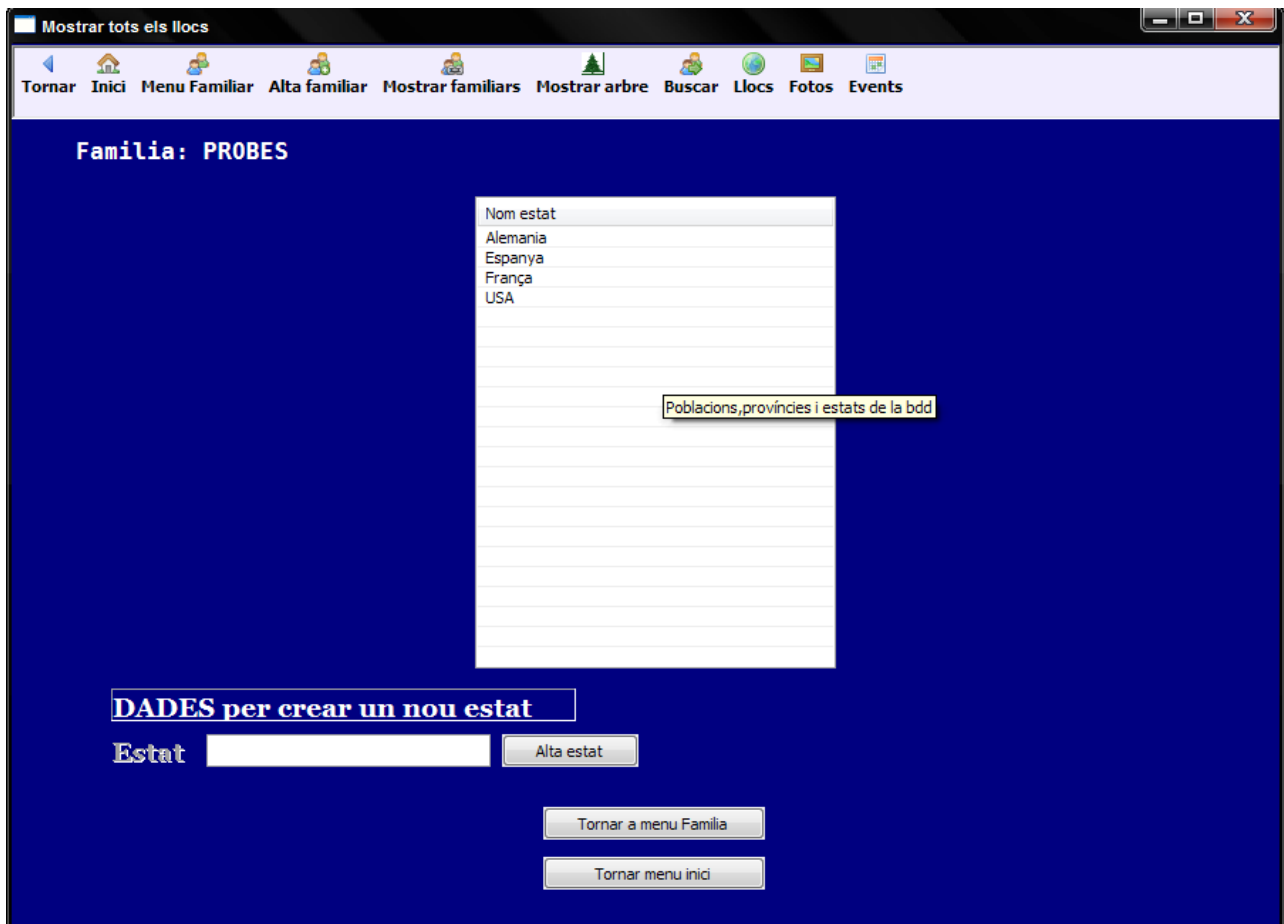 Mostrar tots els llocs
Tornar Inici Menu Familiar Alta familiar Mostrar familiars Mostrar arbre Buscar Llocs Fotos Events
Familia: PROBES
Nom estat
Alemania
Espanya
França
USA
Poblacions,províncies i estats de la bdd
DADES per crear un nou estat
Estat Alta estat
Tornar a menu Familia
Tornar menu inici